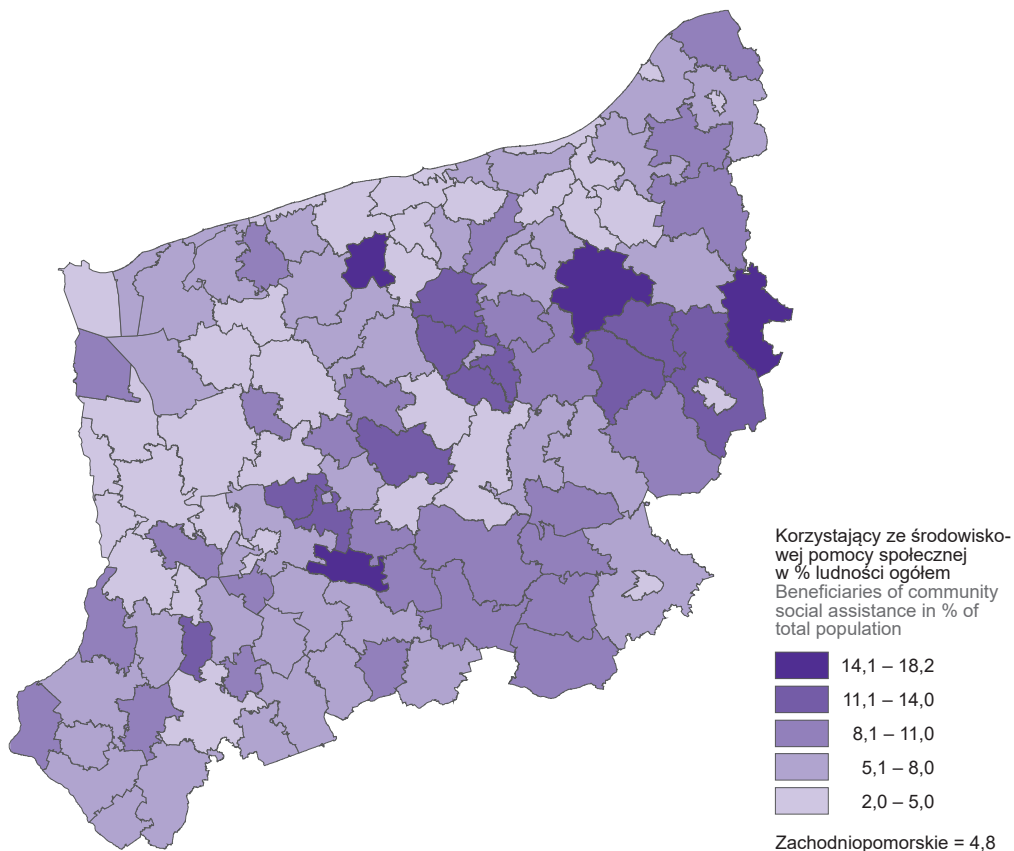 Korzystający ze środowisko-
wej pomocy społecznej
w % ludności ogółem
Beneficiaries of community
social assistance in % of
total population
14,1 – 18,2
11,1 – 14,0
8,1 – 11,0
5,1 – 8,0
2,0 – 5,0
Zachodniopomorskie = 4,8